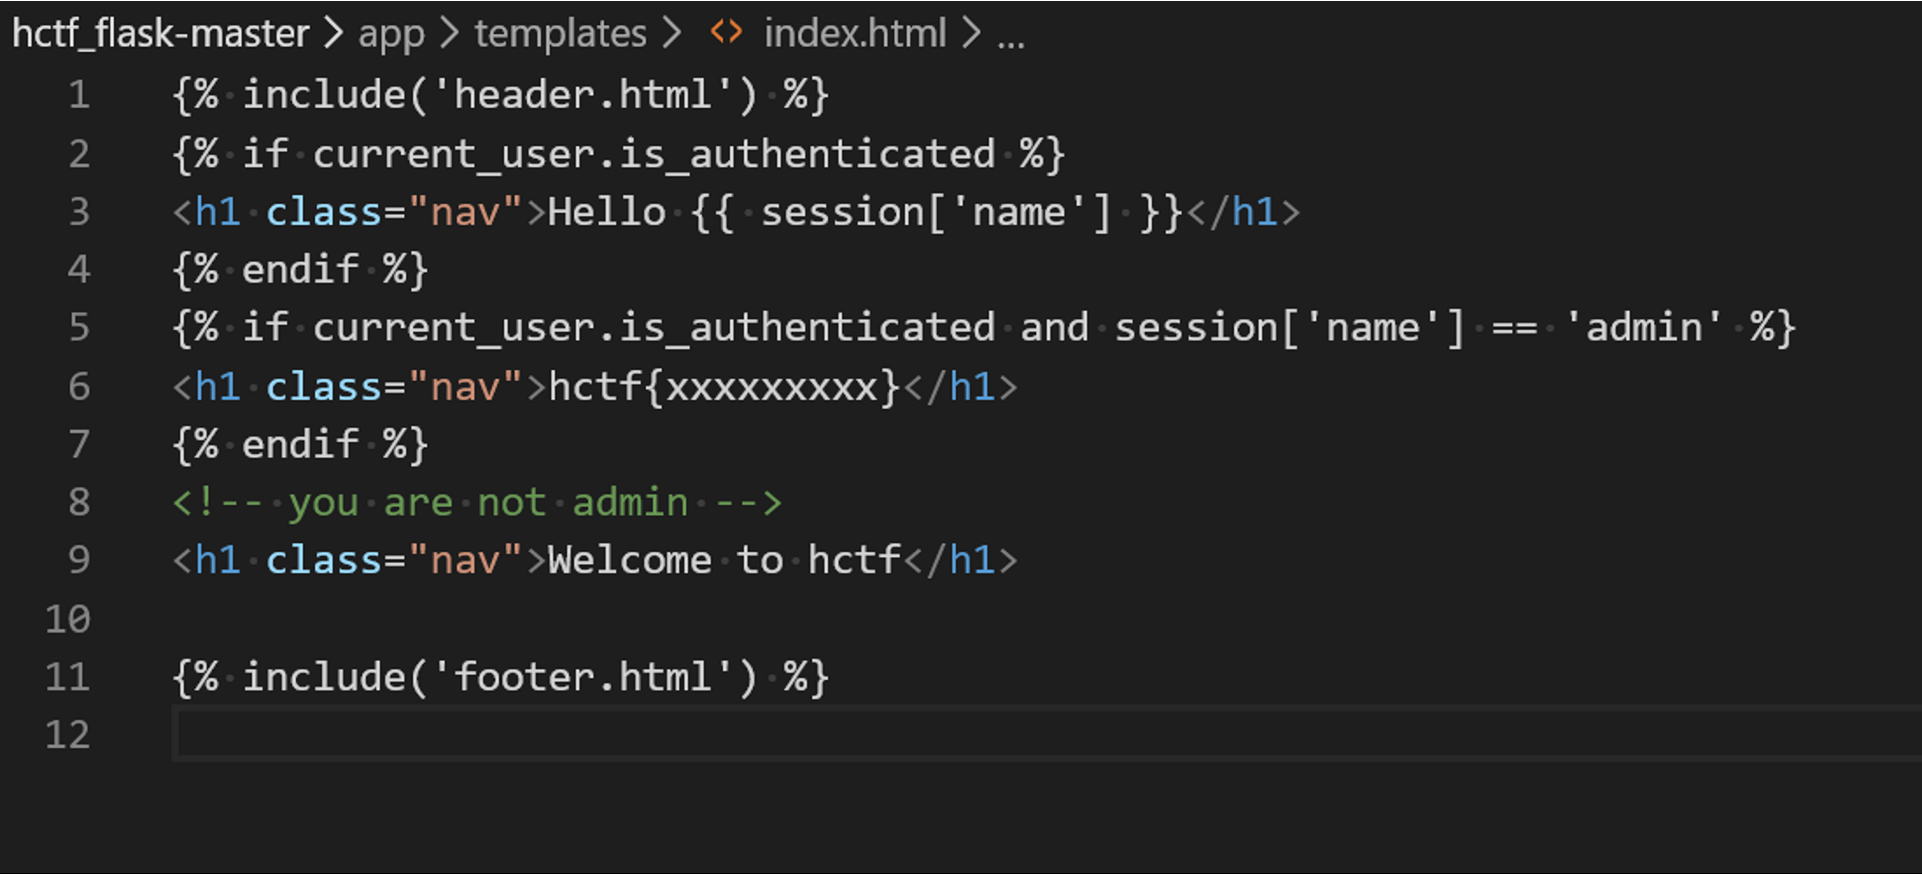 hctf_flask-master > app > templates > <> index.html > ...
1 {% include('header.html') %}
2 {% if current_user.is_authenticated %}
3 <h1 class="nav">Hello {{ session['name'] }}</h1>
4 {% endif %}
5 {% if current_user.is_authenticated and session['name'] == 'admin' %}
6 <h1 class="nav">hctf{xxxxxxxxx}</h1>
7 {% endif %}
8 <!-- you are not admin -->
9 <h1 class="nav">Welcome to hctf</h1>
10
11 {% include('footer.html') %}
12